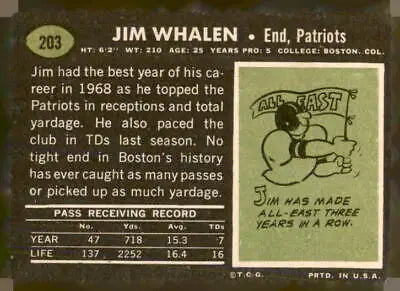 203
JIM WHALEN • End, Patriots
HT: 6'2" WT: 210 AGE: 25 YEARS PRO: 5 COLLEGE: BOSTON. COL.
Jim had the best year of his ca-
reer in 1968 as he topped the
Patriots in receptions and total
yardage. He also paced the
club in TDs last season. No
tight end in Boston's history
has ever caught as many passes
or picked up as much yardage.
PASS RECEIVING RECORD
No. Yds. Avg. TDs
YEAR 47 718 15.3 7
LIFE 137 2252 16.4 16
ALL EAST
JIM HAS MADE
ALL-EAST THREE
YEARS IN A ROW.
©T.C.G. PRTD. IN U.S.A.